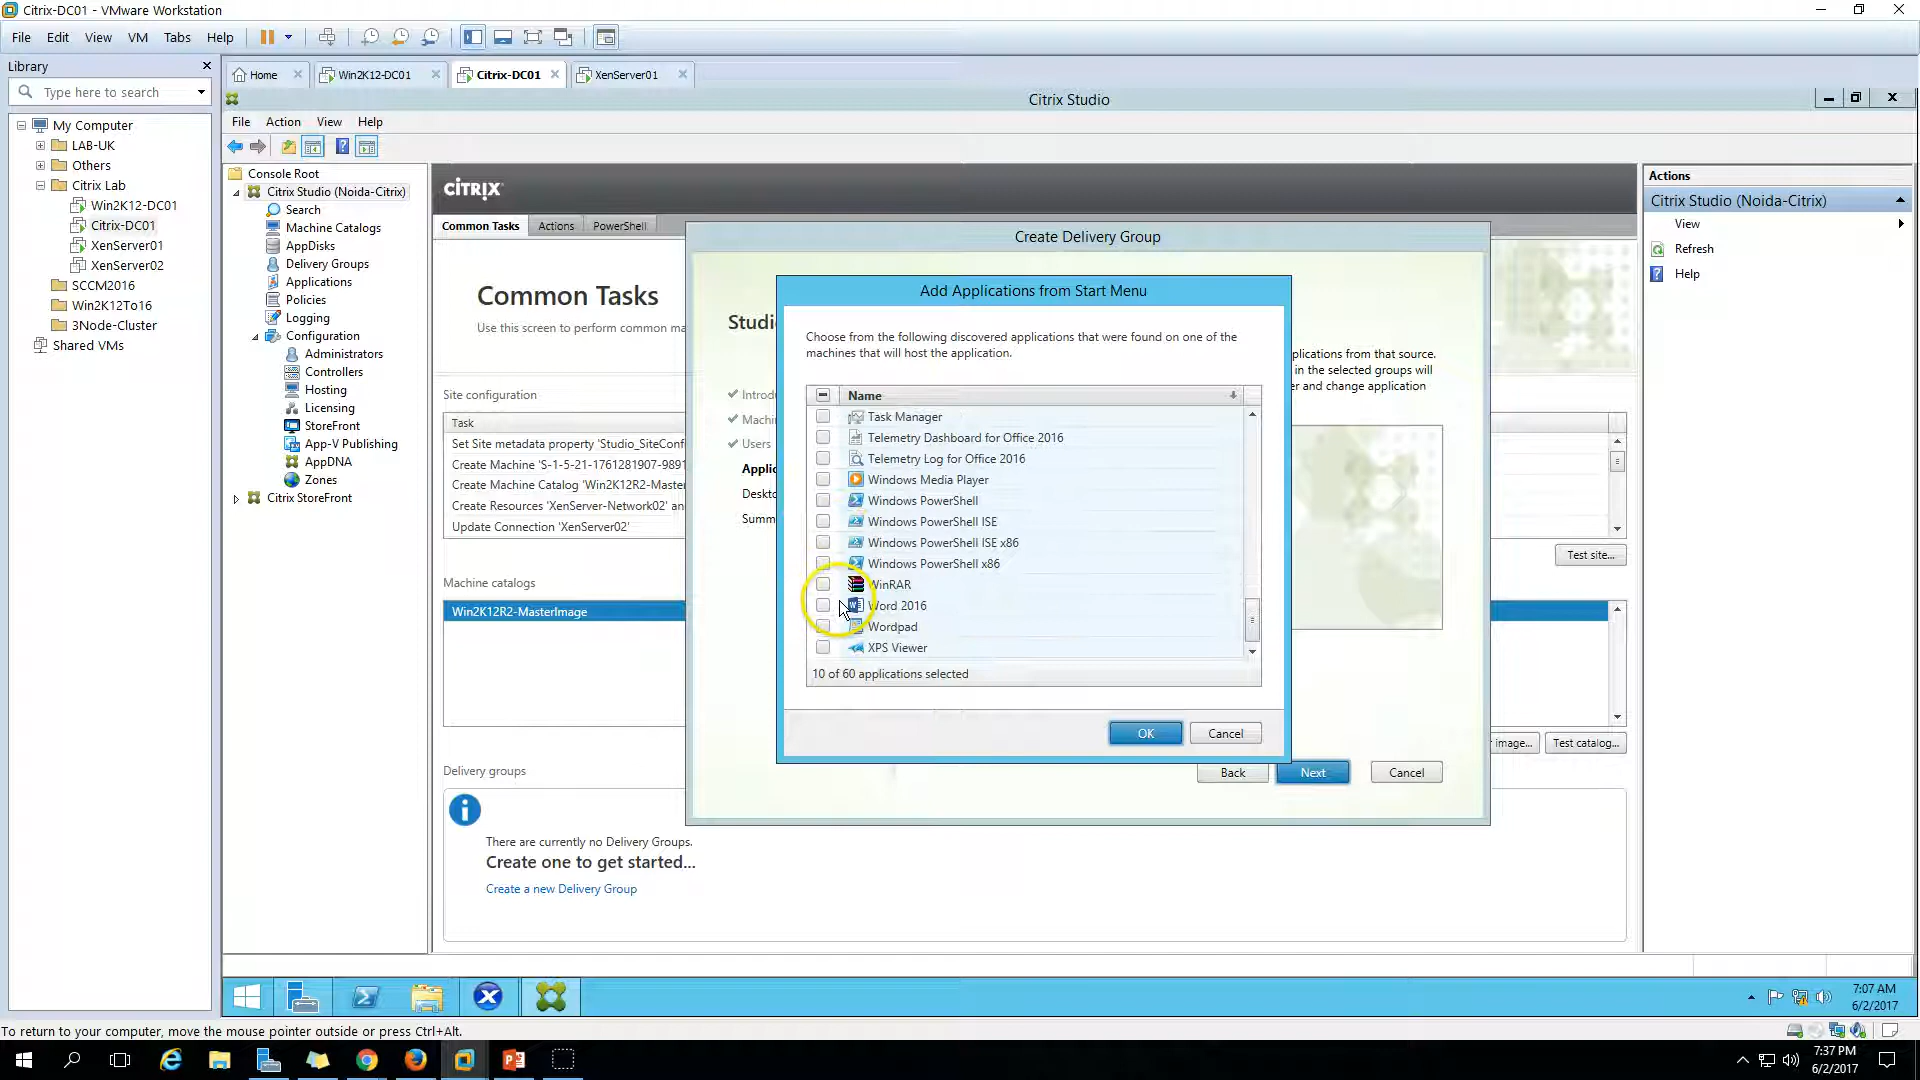 Citrix-DC01 - VMware Workstation
File Edit View VM Tabs Help
Library
Type here to search
My Computer
LAB-UK
Others
Citrix Lab
Win2K12-DC01
Citrix-DC01
XenServer01
XenServer02
SCCM2016
Win2K12To16
3Node-Cluster
Shared VMs
Home
Win2K12-DC01
Citrix-DC01
XenServer01
Citrix Studio
File Action View Help
Console Root
Citrix Studio (Noida-Citrix)
Search
Machine Catalogs
AppDisks
Delivery Groups
Applications
Policies
Logging
Configuration
Administrators
Controllers
Hosting
Licensing
StoreFront
App-V Publishing
AppDNA
Zones
Citrix StoreFront
CİTRIX
Common Tasks Actions PowerShell
Common Tasks
Use this screen to perform common ma
Site configuration
Task
Set Site metadata property 'Studio_SiteConf
Create Machine 'S-1-5-21-1761281907-9891
Create Machine Catalog 'Win2K12R2-Master
Create Resources 'XenServer-Network02' an
Update Connection 'XenServer02'
Test site...
Machine catalogs
Win2K12R2-MasterImage
image...
Test catalog...
Delivery groups
There are currently no Delivery Groups.
Create one to get started...
Create a new Delivery Group
Create Delivery Group
Studi
Introd
Machin
Users
Applic
Deskto
Summ
plications from that source.
in the selected groups will
er and change application
Back Next Cancel
Add Applications from Start Menu
Choose from the following discovered applications that were found on one of the
machines that will host the application.
Name
Task Manager
Telemetry Dashboard for Office 2016
Telemetry Log for Office 2016
Windows Media Player
Windows PowerShell
Windows PowerShell ISE
Windows PowerShell ISE x86
Windows PowerShell x86
WinRAR
Word 2016
Wordpad
XPS Viewer
10 of 60 applications selected
OK Cancel
Actions
Citrix Studio (Noida-Citrix)
View
Refresh
Help
7:07 AM
6/2/2017
To return to your computer, move the mouse pointer outside or press Ctrl+Alt.
7:37 PM
6/2/2017